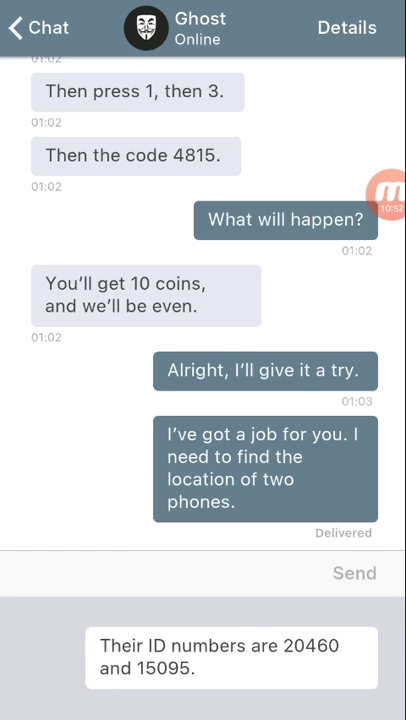 Chat
Ghost
Online
Details
01:02
Then press 1, then 3.
01:02
Then the code 4815.
01:02
10:52
What will happen?
01:02
You’ll get 10 coins,
and we’ll be even.
01:02
Alright, I’ll give it a try.
01:03
I’ve got a job for you. I
need to find the
location of two
phones.
Delivered
Send
Their ID numbers are 20460
and 15095.